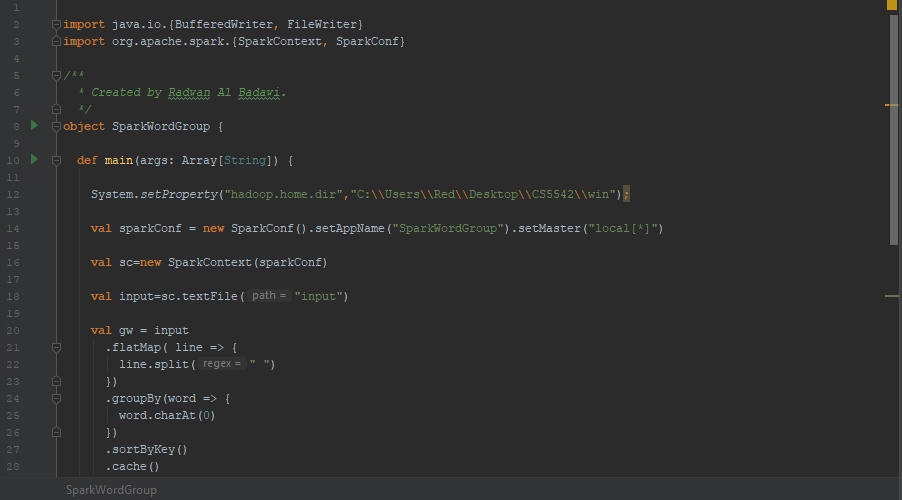 1
2 import java.io.{BufferedWriter, FileWriter}
3 import org.apache.spark.{SparkContext, SparkConf}
4
5 /**
6 * Created by Radwan Al Badawi.
7 */
8 object SparkWordGroup {
9
10 def main(args: Array[String]) {
11
12 System.setProperty("hadoop.home.dir","C:\\Users\\Red\\Desktop\\CS5542\\win");
13
14 val sparkConf = new SparkConf().setAppName("SparkWordGroup").setMaster("local[*]")
15
16 val sc=new SparkContext(sparkConf)
17
18 val input=sc.textFile( path = "input")
19
20 val gw = input
21 .flatMap( line => {
22 line.split( regex = " ")
23 })
24 .groupBy(word => {
25 word.charAt(0)
26 })
27 .sortByKey()
28 .cache()
SparkWordGroup